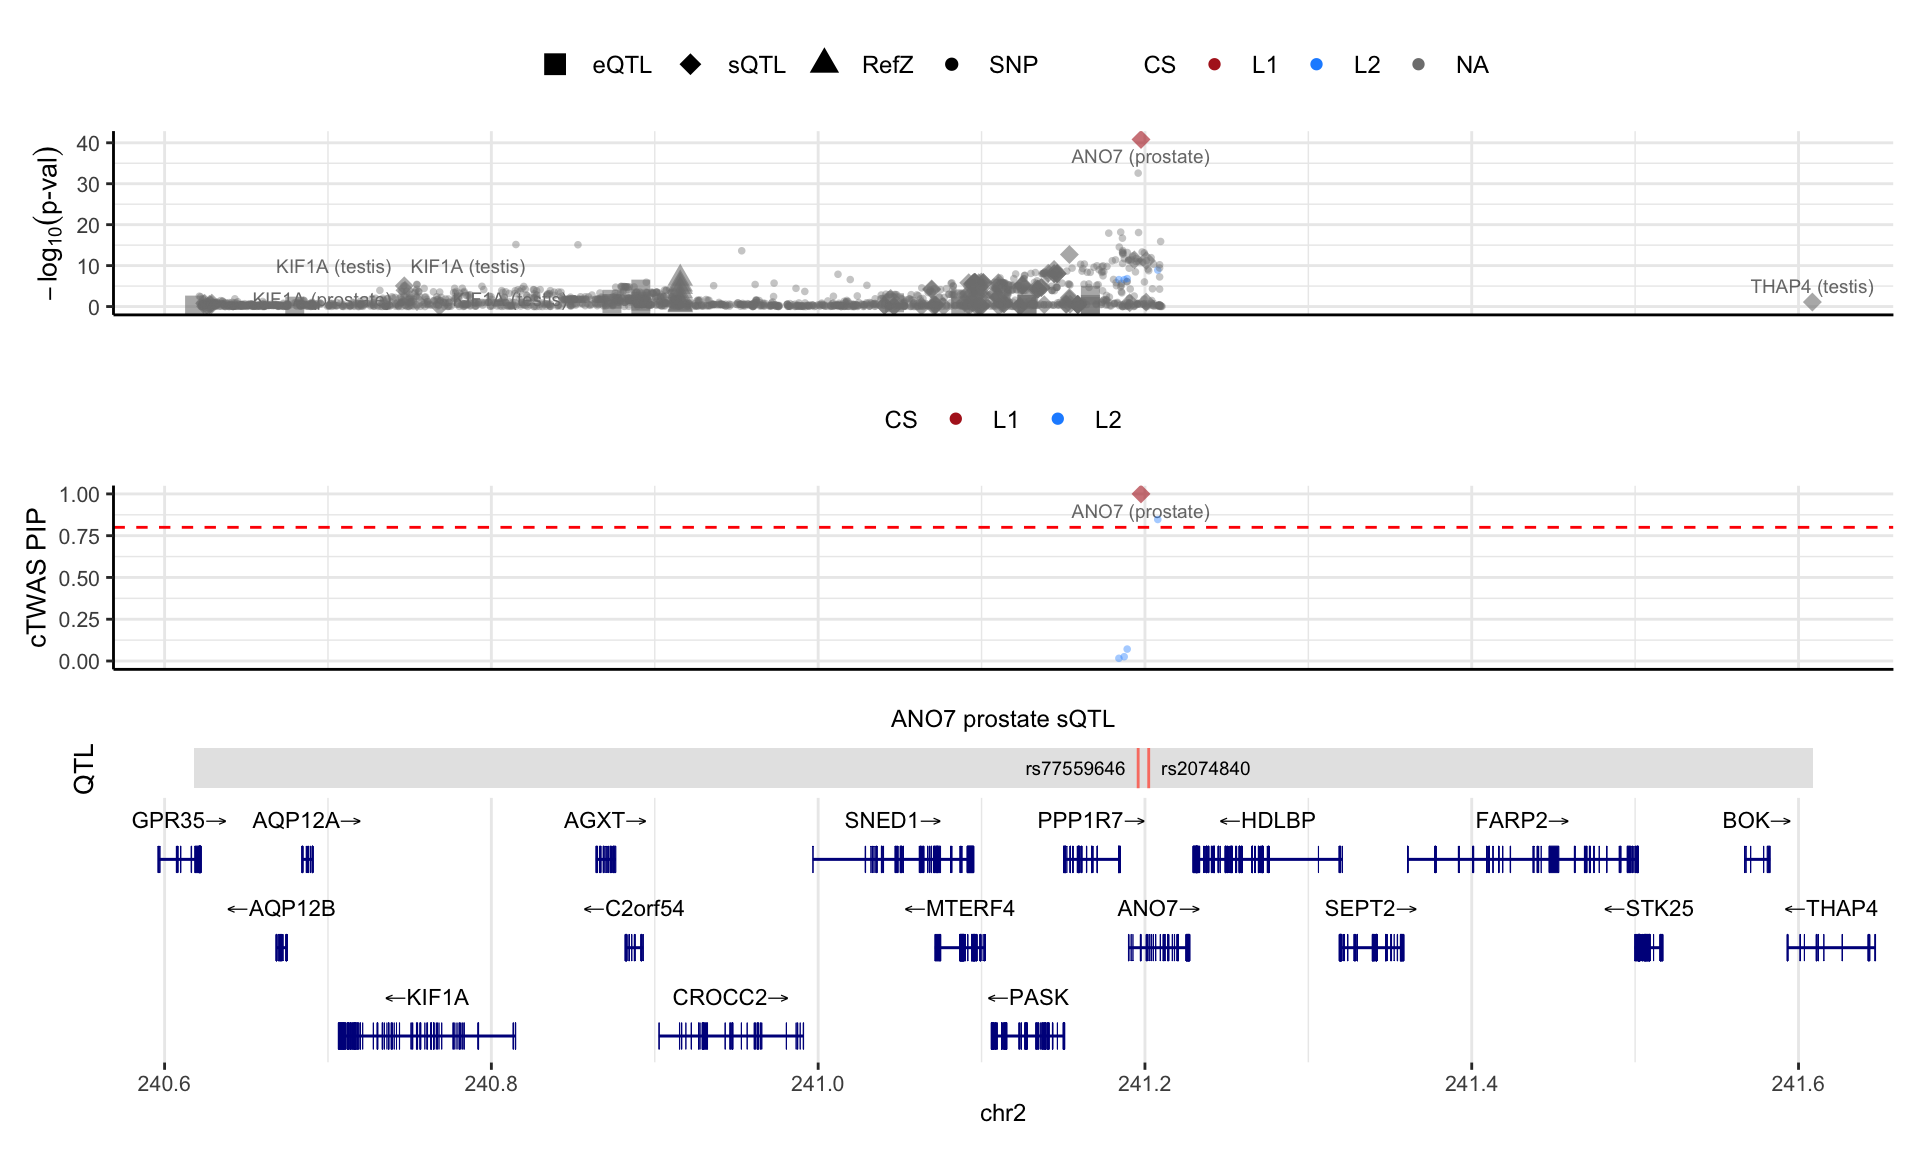 eQTL sQTL RefZ SNP CS L1 L2 NA
−log10(p-val)
40
30
20
10
0
ANO7 (prostate)
KIF1A (testis) KIF1A (testis)
THAP4 (testis)
KIF1A (prostate) KIF1A (testis)
CS L1 L2
cTWAS PIP
1.00
0.75
0.50
0.25
0.00
ANO7 (prostate)
ANO7 prostate sQTL
QTL
rs77559646 rs2074840
GPR35→ AQP12A→ AGXT→ SNED1→ PPP1R7→ ←HDLBP FARP2→ BOK→
←AQP12B ←C2orf54 ←MTERF4 ANO7→ SEPT2→ ←STK25 ←THAP4
←KIF1A CROCC2→ ←PASK
240.6 240.8 241.0 241.2 241.4 241.6
chr2